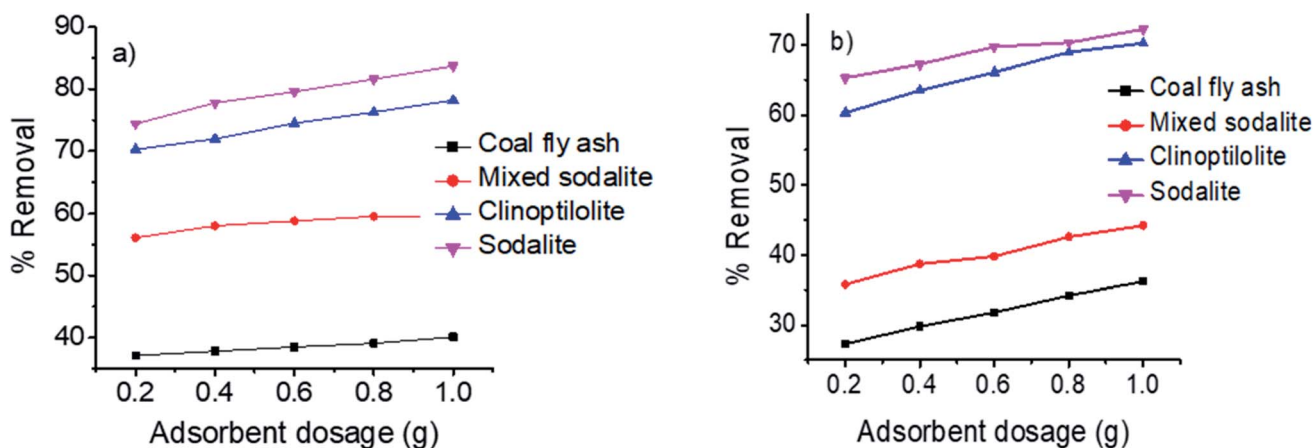 a)
% Removal
90
80
70
60
50
40
0.2 0.4 0.6 0.8 1.0
Adsorbent dosage (g)
Coal fly ash
Mixed sodalite
Clinoptilolite
Sodalite
b)
% Removal
70
60
50
40
30
0.2 0.4 0.6 0.8 1.0
Adsorbent dosage (g)
Coal fly ash
Mixed sodalite
Clinoptilolite
Sodalite